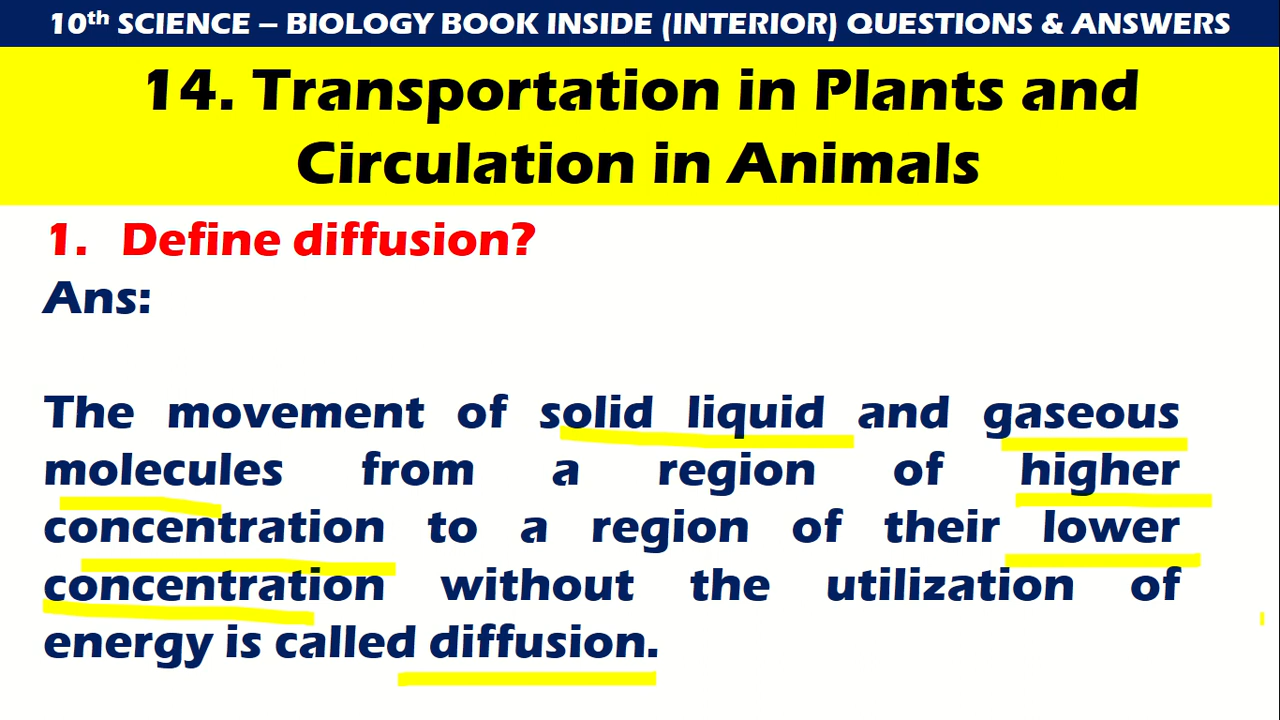 10th SCIENCE – BIOLOGY BOOK INSIDE (INTERIOR) QUESTIONS & ANSWERS
14. Transportation in Plants and
Circulation in Animals
1. Define diffusion?
Ans:
The movement of solid liquid and gaseous
molecules from a region of higher
concentration to a region of their lower
concentration without the utilization of
energy is called diffusion.